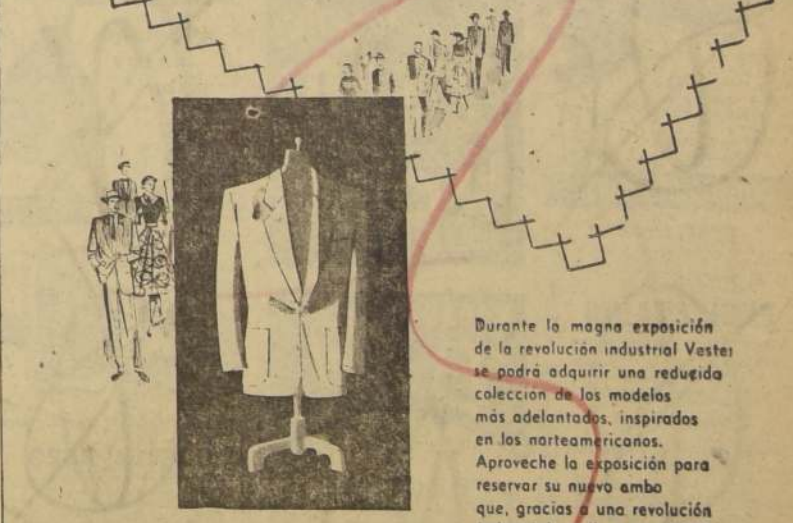 Durante la magna exposición
de la revolución industrial Vester
se podrá adquirir una reducida
colección de los modelos
más adelantados, inspirados
en los norteamericanos.
Aproveche la exposición para
reservar su nuevo ambo
que, gracias a una revolución